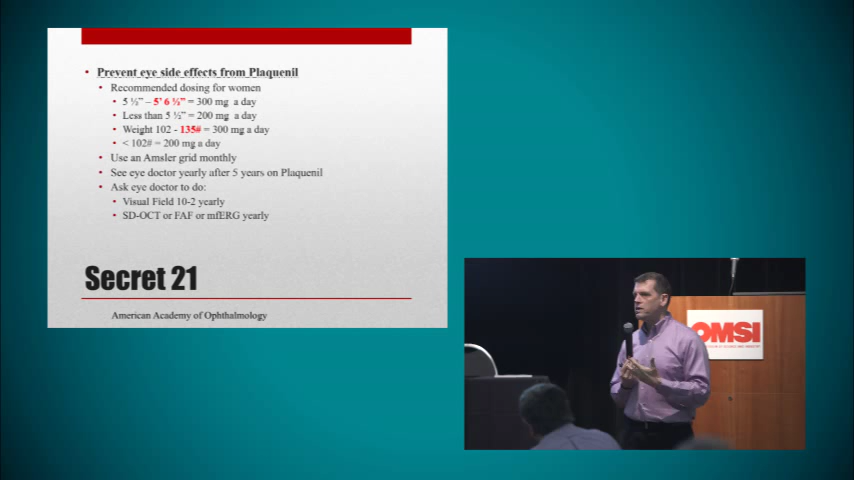 Prevent eye side effects from Plaquenil
Recommended dosing for women
5 ½” – 5’ 6 ½” = 300 mg a day
Less than 5 ½” = 200 mg a day
Weight 102 - 135# = 300 mg a day
< 102# = 200 mg a day
Use an Amsler grid monthly
See eye doctor yearly after 5 years on Plaquenil
Ask eye doctor to do:
Visual Field 10-2 yearly
SD-OCT or FAF or mfERG yearly
Secret 21
American Academy of Ophthalmology
OMSI